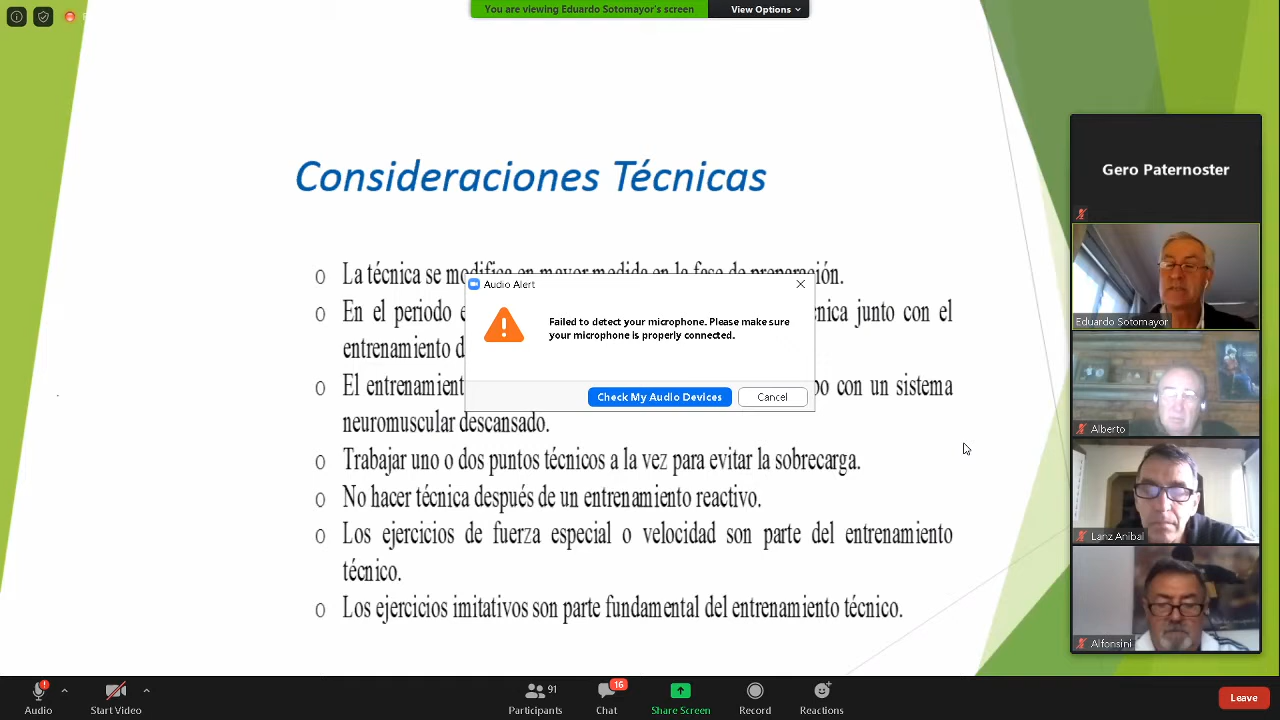 You are viewing Eduardo Sotomayor's screen
View Options
Consideraciones Técnicas
o La técnica se modifica en mayor medida en la fase de preparación.
o En el periodo e
nica junto con el
entrenamiento d
o El entrenamient
po con un sistema
neuromuscular descansado.
o Trabajar uno o dos puntos técnicos a la vez para evitar la sobrecarga.
o No hacer técnica después de un entrenamiento reactivo.
o Los ejercicios de fuerza especial o velocidad son parte del entrenamiento
técnico.
o Los ejercicios imitativos son parte fundamental del entrenamiento técnico.
Audio Alert
Failed to detect your microphone. Please make sure
your microphone is properly connected.
Check My Audio Devices
Cancel
Gero Paternoster
Eduardo Sotomayor
Alberto
Lanz Anibal
Alfonsini
Audio
Start Video
91
Participants
16
Chat
Share Screen
Record
Reactions
Leave